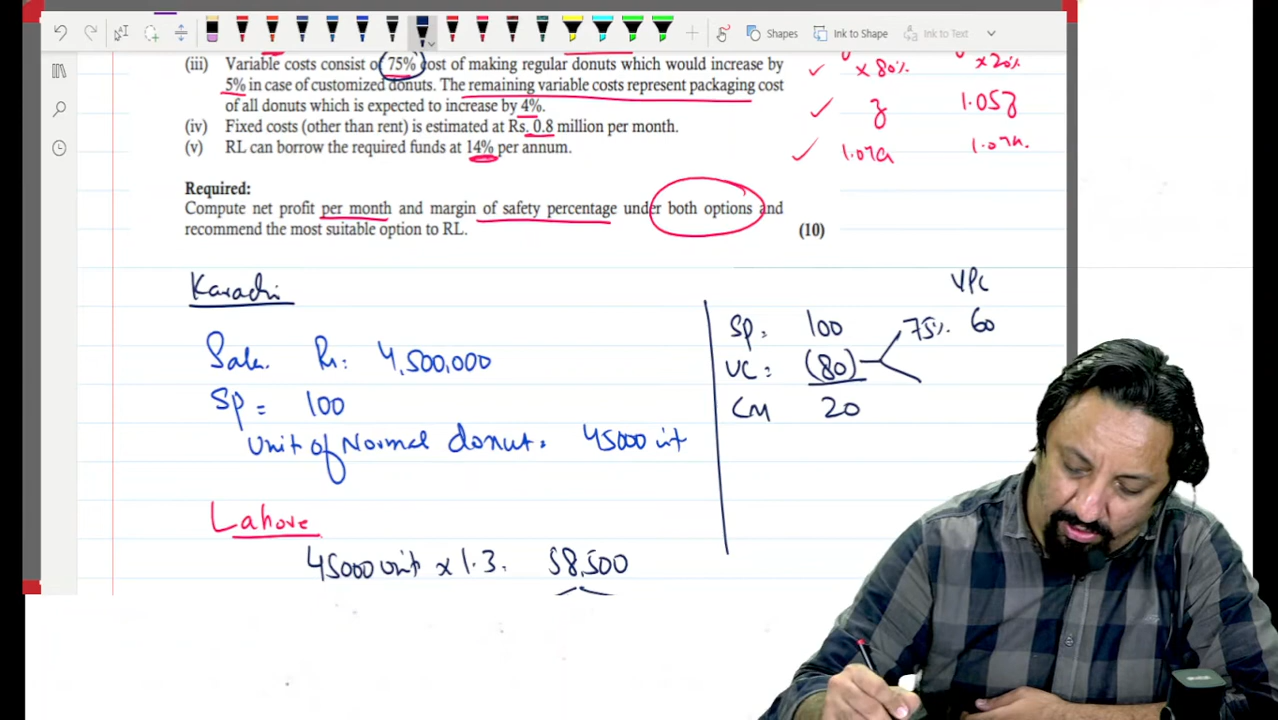 Shapes
Ink to Shape
Ink to Text
(iii) Variable costs consist of 75% cost of making regular donuts which would increase by
5% in case of customized donuts. The remaining variable costs represent packaging cost
of all donuts which is expected to increase by 4%.
(iv) Fixed costs (other than rent) is estimated at Rs. 0.8 million per month.
(v) RL can borrow the required funds at 14% per annum.
x 80% x 20%
1.05
Required:
Compute net profit per month and margin of safety percentage under both options and
recommend the most suitable option to RL.
(10)
Karachi
Sale. Rs: 4,500,000
SP = 100
Unit of Normal donut = 45000 unit
Lahore
45000 unit x 1.3. 58,500
VPC
SP = 100 75% 60
VC = (80)
CM 20